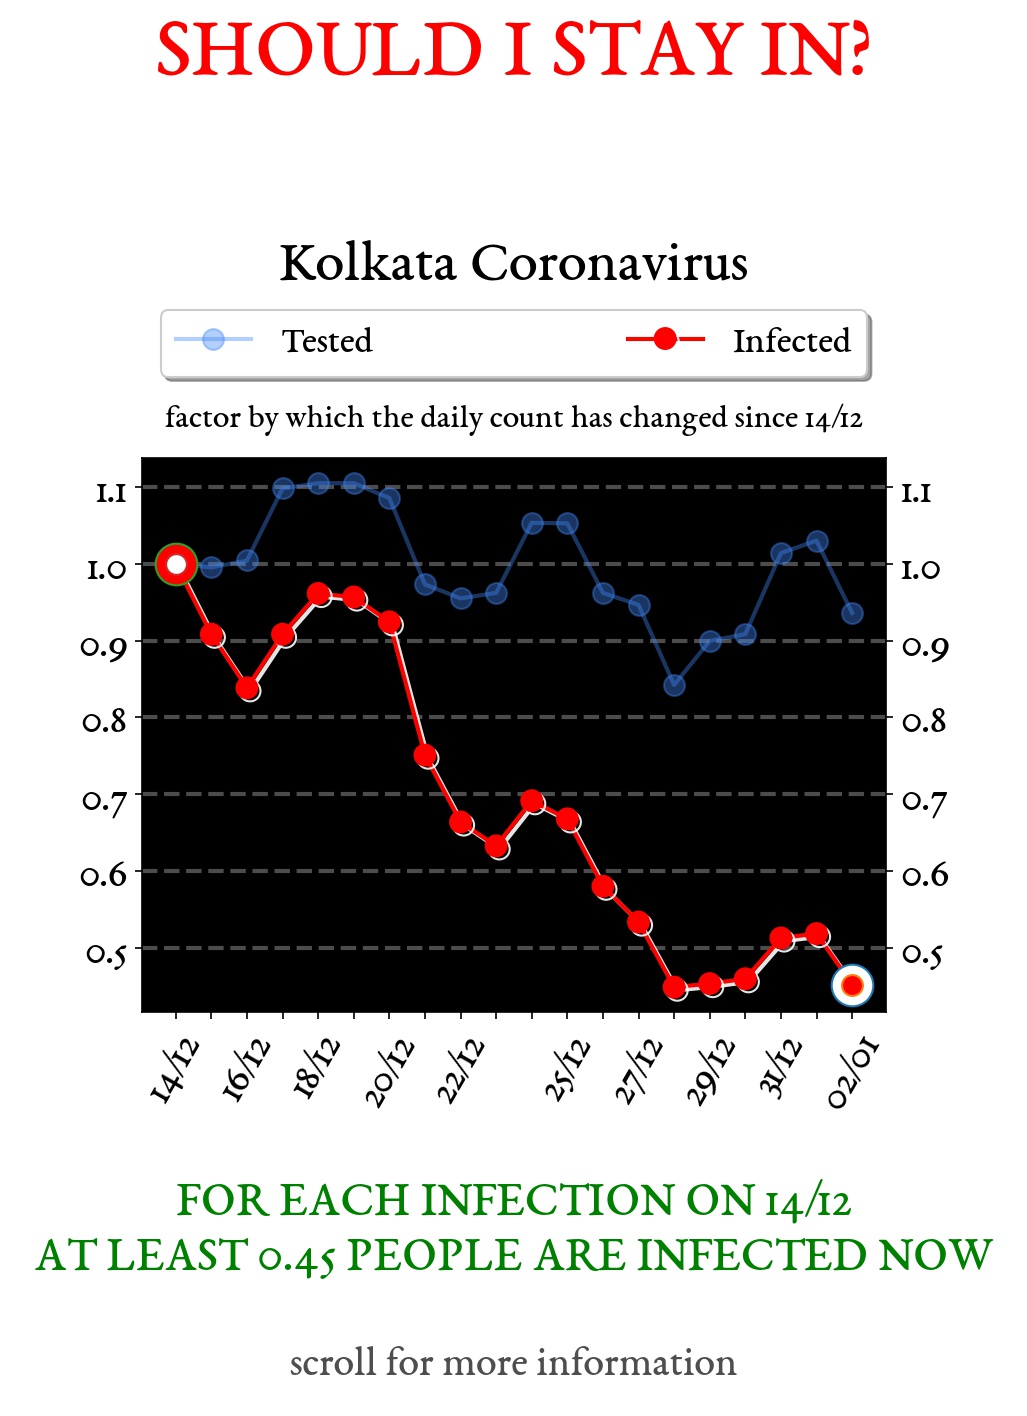 SHOULD I STAY IN?
Kolkata Coronavirus
Tested Infected
factor by which the daily count has changed since 14/12
1.1 1.1
1.0 1.0
0.9 0.9
0.8 0.8
0.7 0.7
0.6 0.6
0.5 0.5
14/12 16/12 18/12 20/12 22/12 25/12 27/12 29/12 31/12 02/01
FOR EACH INFECTION ON 14/12
AT LEAST 0.45 PEOPLE ARE INFECTED NOW
scroll for more information